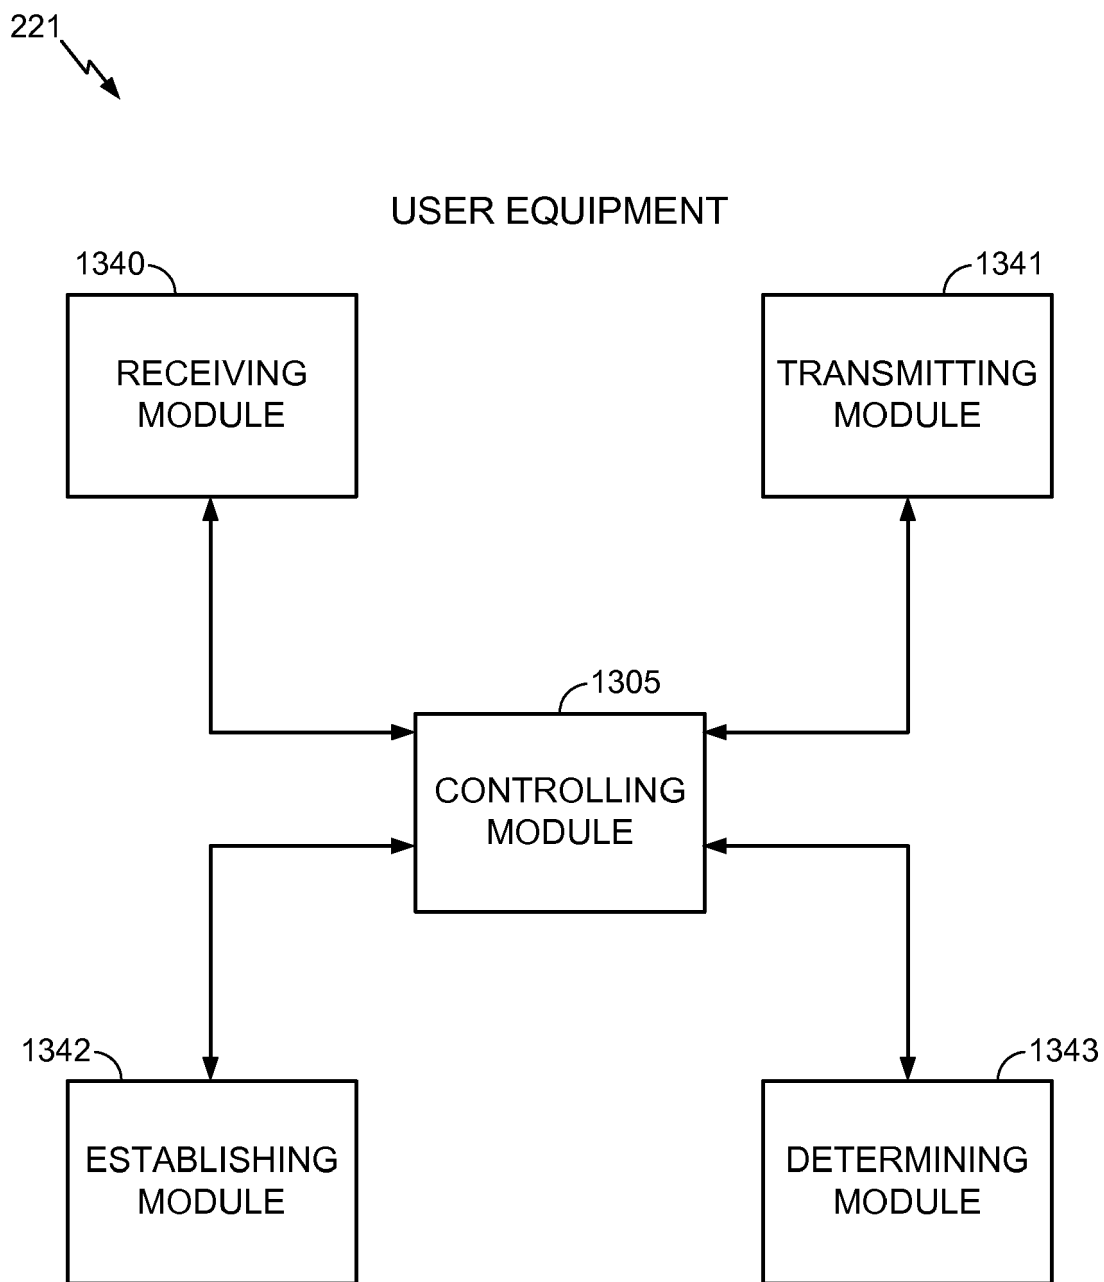 221
USER EQUIPMENT
1340
1341
RECEIVING
MODULE
TRANSMITTING
MODULE
1305
CONTROLLING
MODULE
1342
1343
ESTABLISHING
MODULE
DETERMINING
MODULE